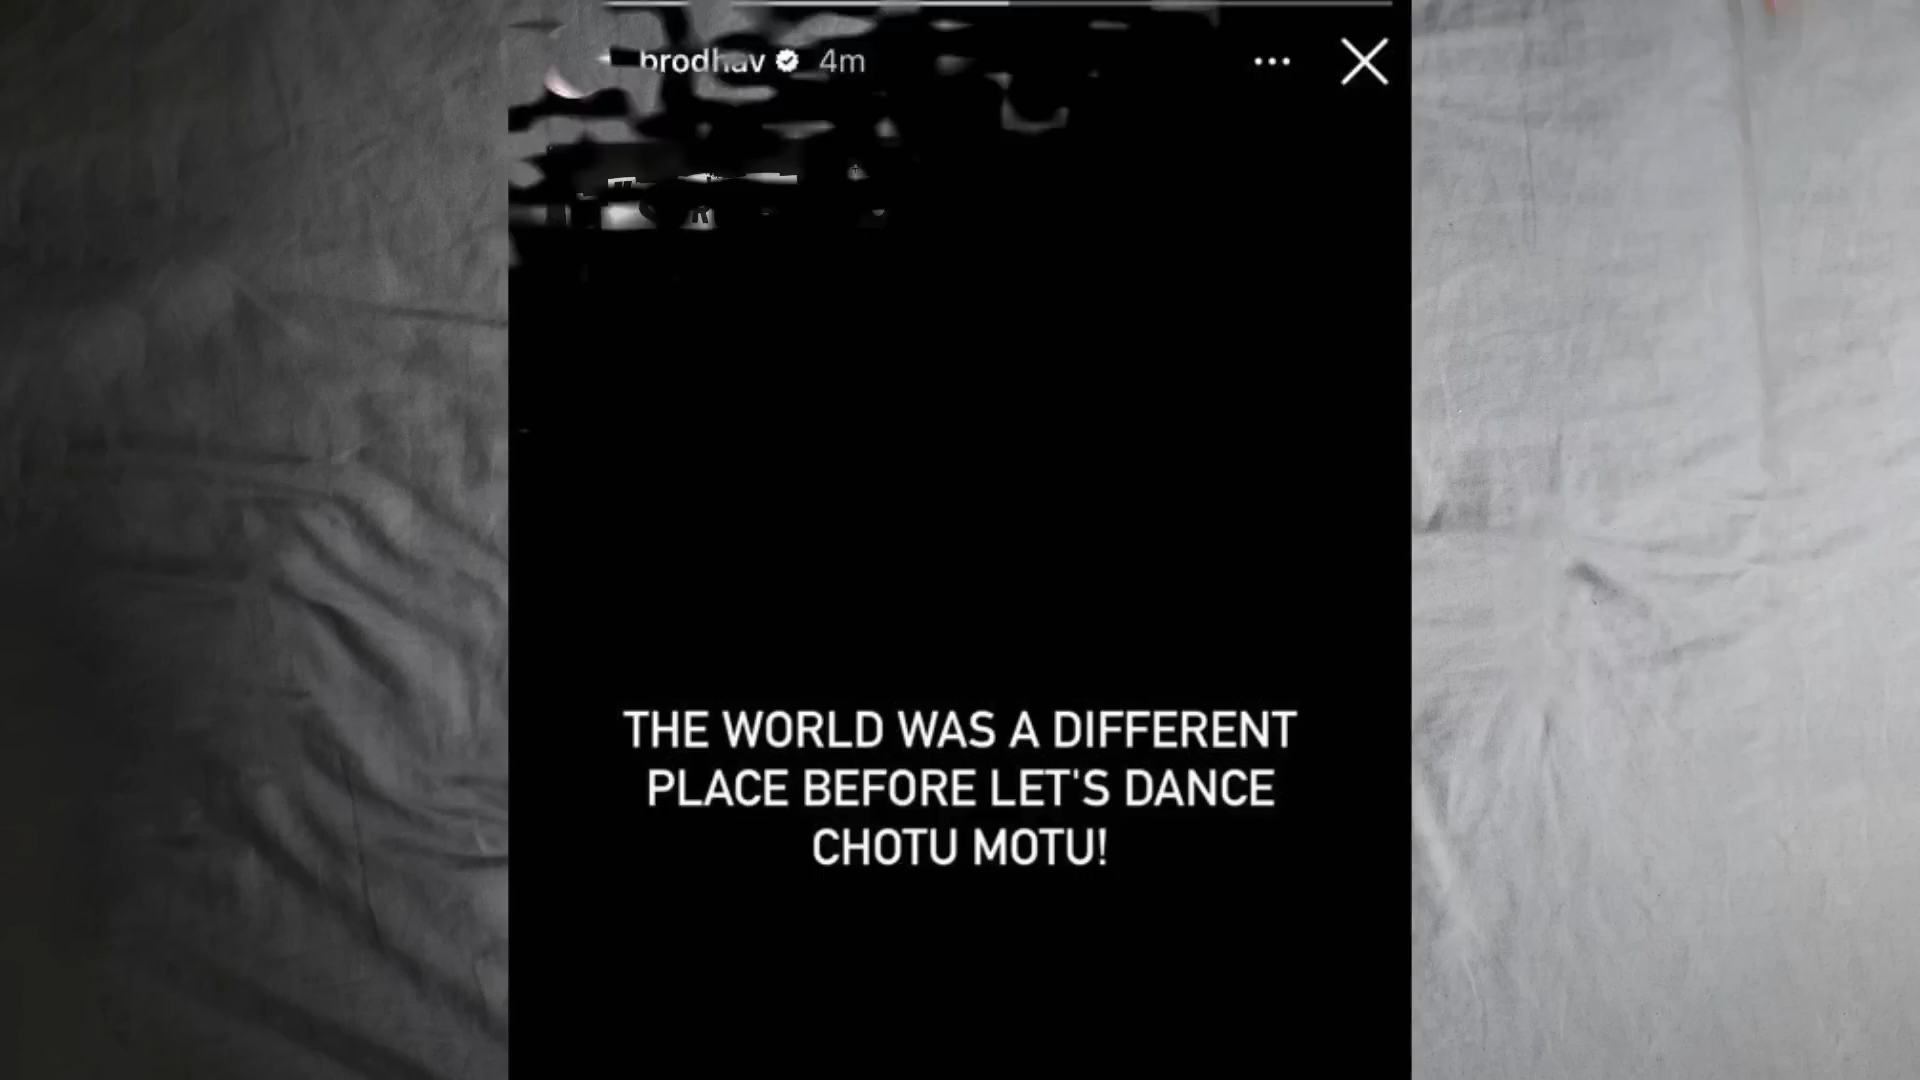 brodhav 4m
THE WORLD WAS A DIFFERENT
PLACE BEFORE LET'S DANCE
CHOTU MOTU!